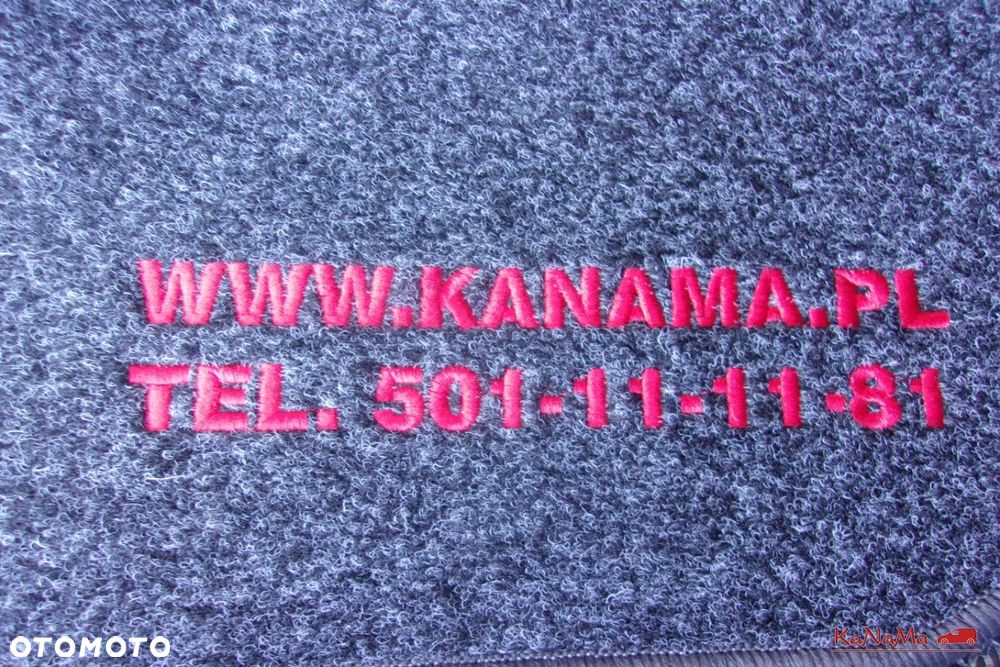 WWW.KANAMA.PL
TEL. 501-11-11-81
OTOMOTO
KaNaMa